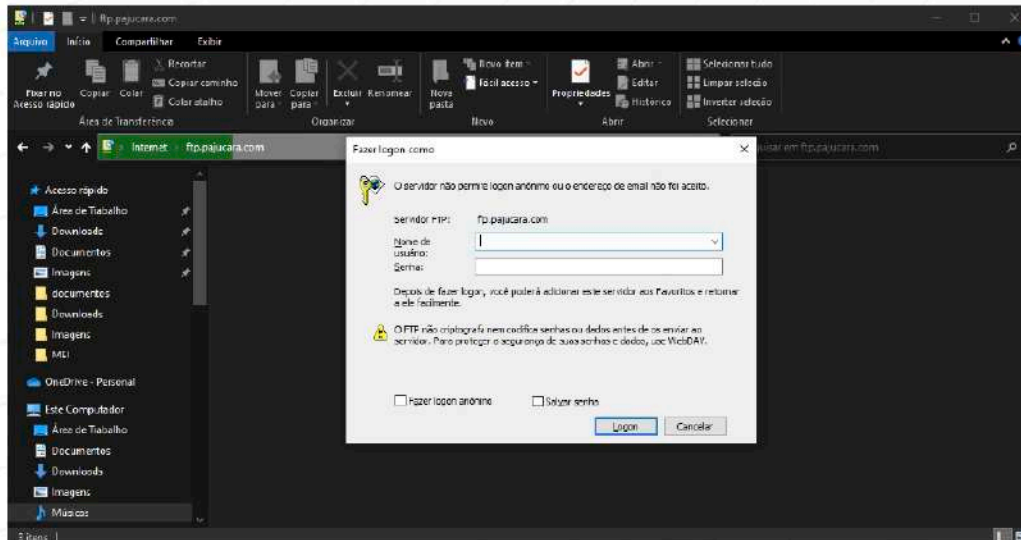 ftp.pajucara.com
Arquivo Início Compartilhar Exibir
Fixar no Acesso rápido
Copiar
Colar
Recortar
Copiar caminho
Colar atalho
Área de Transferência
Mover para
Copiar para
Excluir
Renomear
Organizar
Nova pasta
Novo item
Fácil acesso
Novo
Propriedades
Abrir
Editar
Histórico
Abrir
Selecionar tudo
Limpar seleção
Inverter seleção
Selecionar
Internet ftp.pajucara.com
Pesquisar em ftp.pajucara.com
Acesso rápido
Área de Trabalho
Downloads
Documentos
Imagens
documentos
Downloads
Imagens
MEI
OneDrive - Personal
Este Computador
Área de Trabalho
Documentos
Downloads
Imagens
Músicas
3 itens
Fazer logon como
O servidor não permite logon anônimo ou o endereço de email não foi aceito.
Servidor FTP: ftp.pajucara.com
Nome de
usuário:
Senha:
Depois de fazer logon, você poderá adicionar este servidor aos Favoritos e retornar
a ele facilmente.
O FTP não criptografa nem codifica senhas ou dados antes de os enviar ao
servidor. Para proteger a segurança de suas senhas e dados, use WebDAV.
Fazer logon anônimo Salvar senha
Logon Cancelar